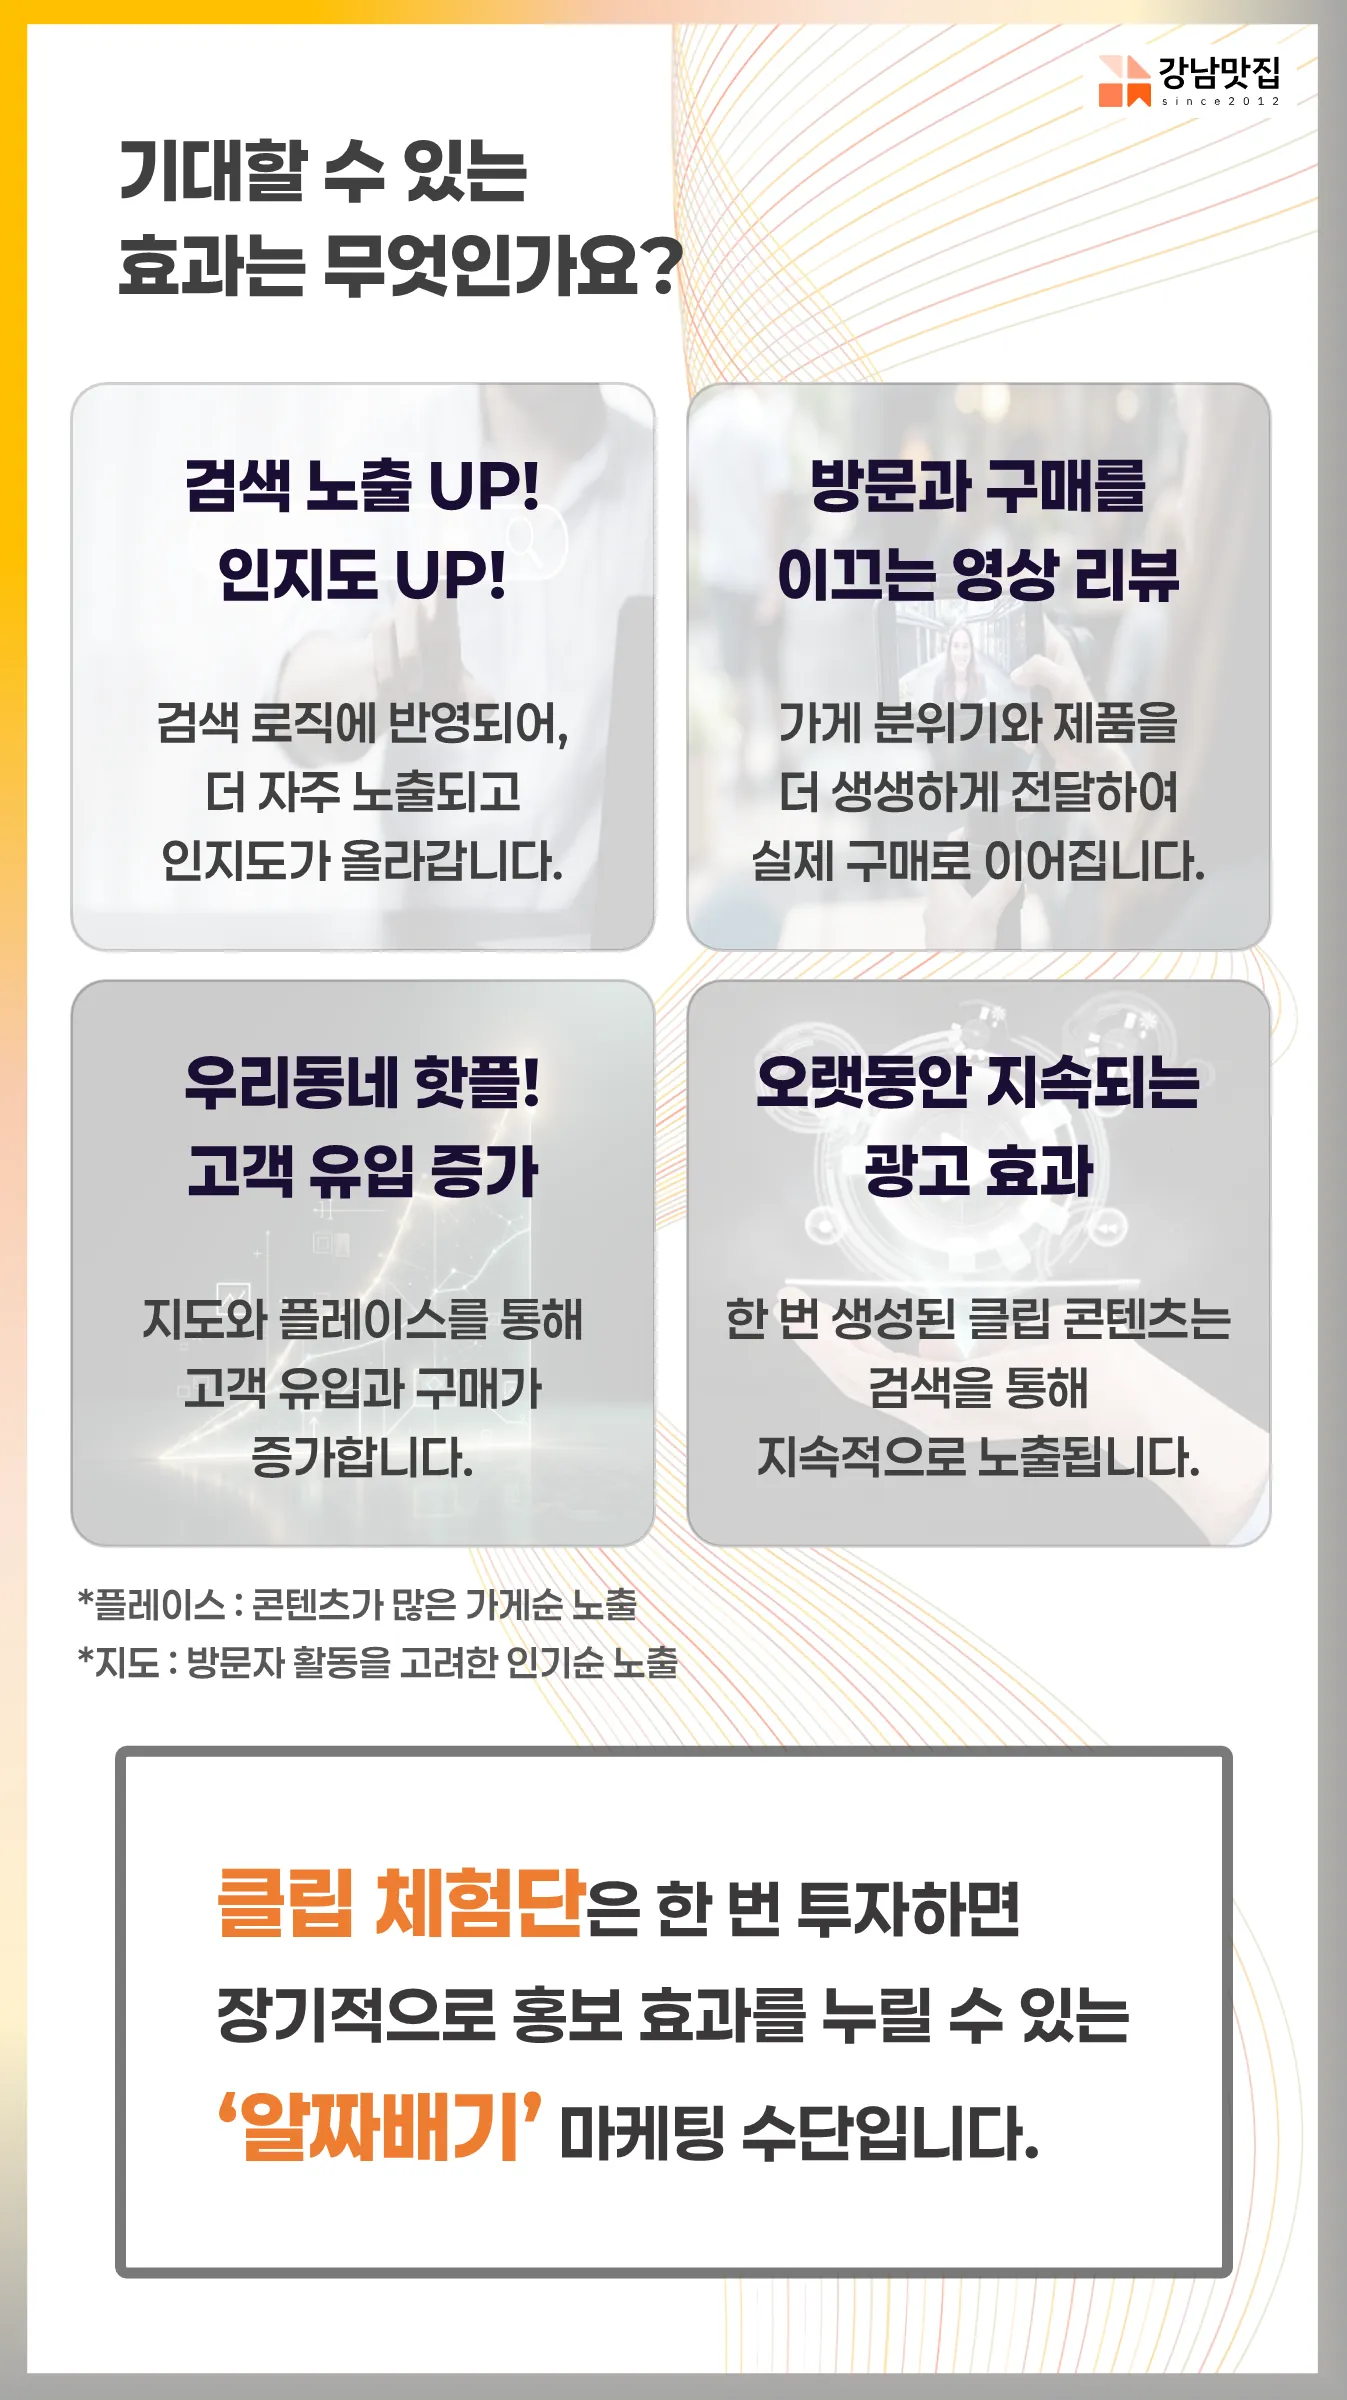 강남맛집
since2012
기대할 수 있는
효과는 무엇인가요?
검색 노출 UP!
인지도 UP!
검색 로직에 반영되어,
더 자주 노출되고
인지도가 올라갑니다.
방문과 구매를
이끄는 영상 리뷰
가게 분위기와 제품을
더 생생하게 전달하여
실제 구매로 이어집니다.
우리동네 핫플!
고객 유입 증가
지도와 플레이스를 통해
고객 유입과 구매가
증가합니다.
오랫동안 지속되는
광고 효과
한 번 생성된 클립 콘텐츠는
검색을 통해
지속적으로 노출됩니다.
*플레이스 : 콘텐츠가 많은 가게순 노출
*지도 : 방문자 활동을 고려한 인기순 노출
클립 체험단은 한 번 투자하면
장기적으로 홍보 효과를 누릴 수 있는
‘알짜배기’ 마케팅 수단입니다.